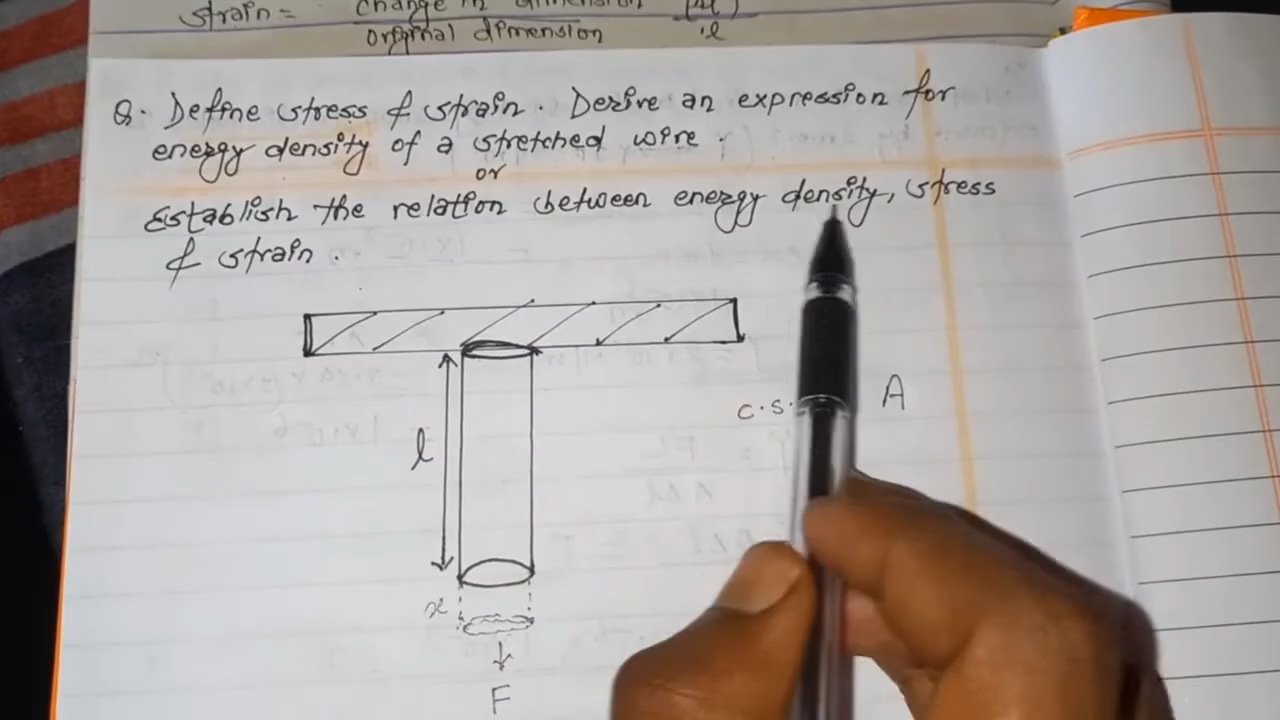 strain = change in dimension (Δl)
original dimension l
Q. Define stress & strain. Derive an expression for
energy density of a stretched wire.
or
Establish the relation between energy density, stress
& strain.
l
c.s. A
x
F